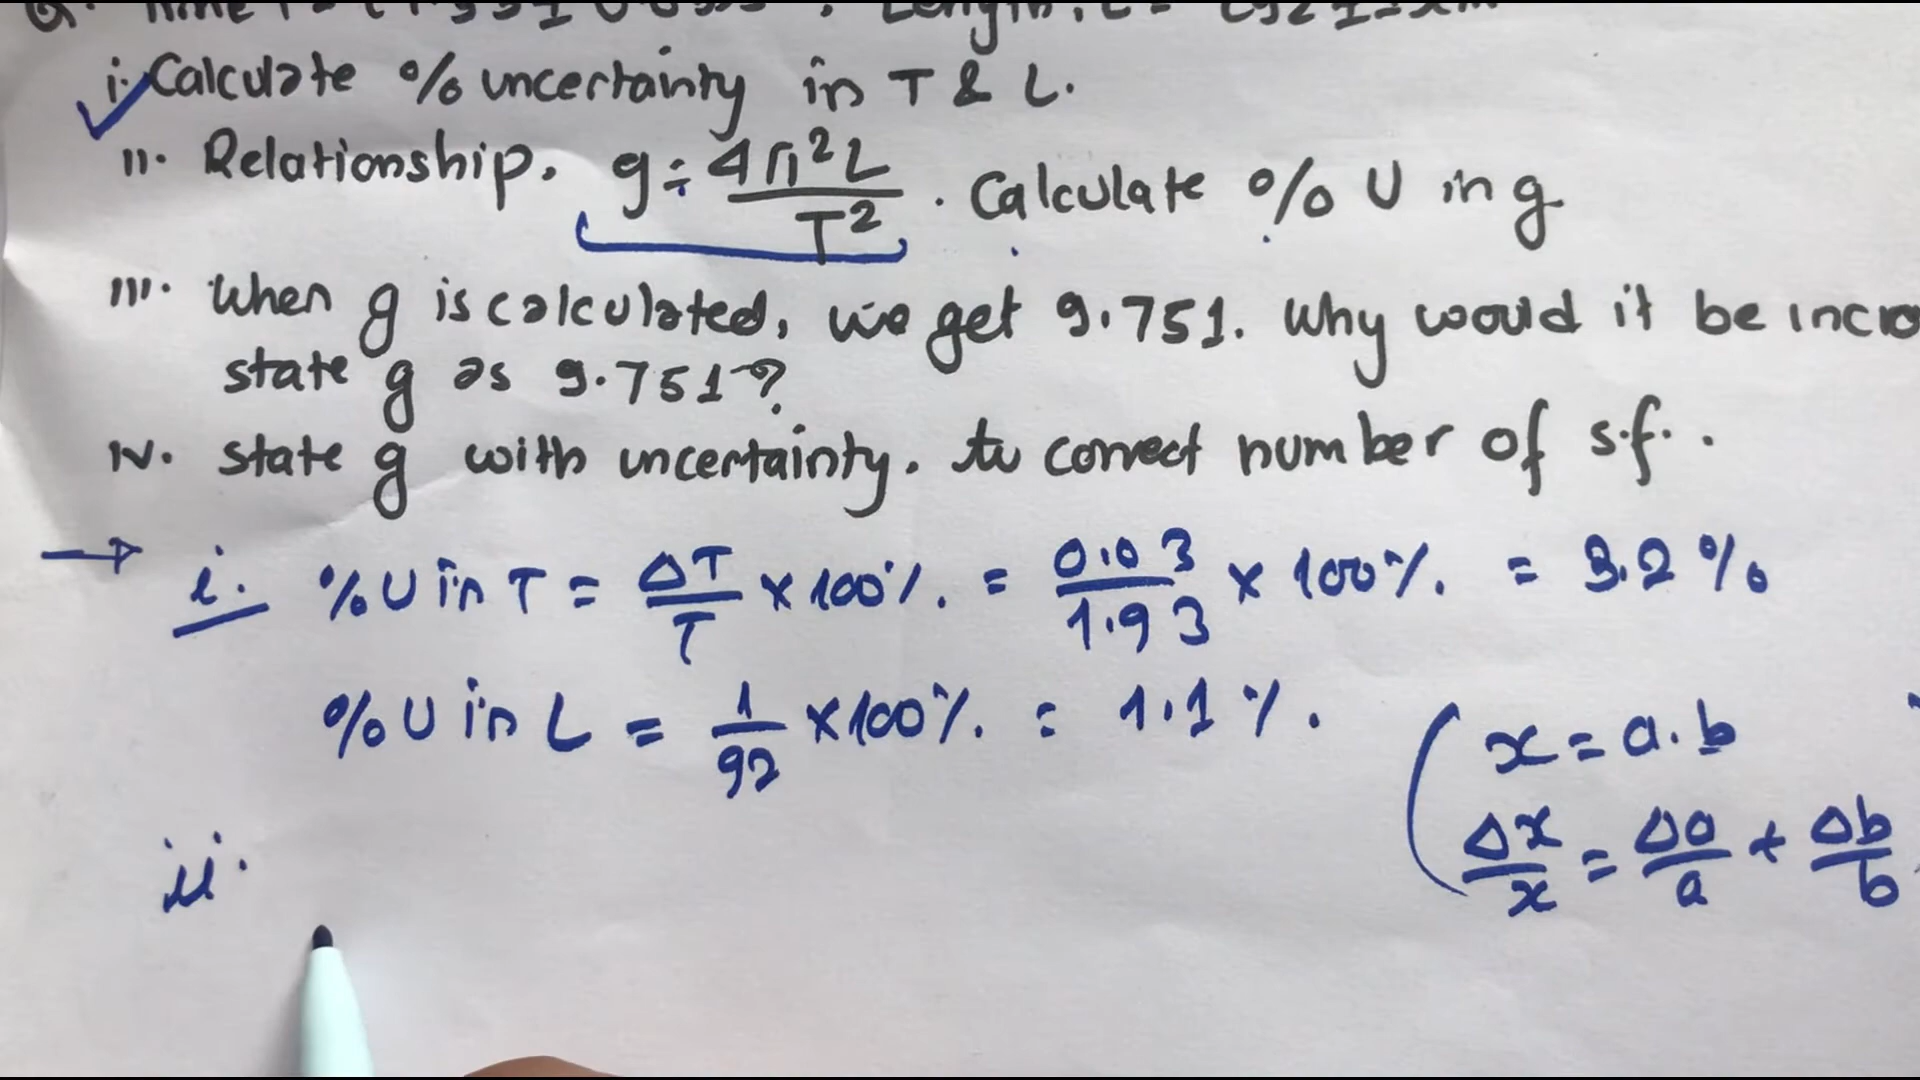 i. Calculate % uncertainty in T & L.
ii. Relationship. g = 4π²L / T² . Calculate % U in g
iii. When g is calculated, we get 9.751. Why would it be
state g as 9.751?
iv. state g with uncertainty. to correct number of s.f..
→ i. % U in T = ΔT / T × 100%. = 0.03 / 1.93 × 100%. = 3.2 %
% U in L = 1 / 92 × 100%. = 1.1 %.
( x = a.b
Δx / x = Δa / a + Δb / b
ii.